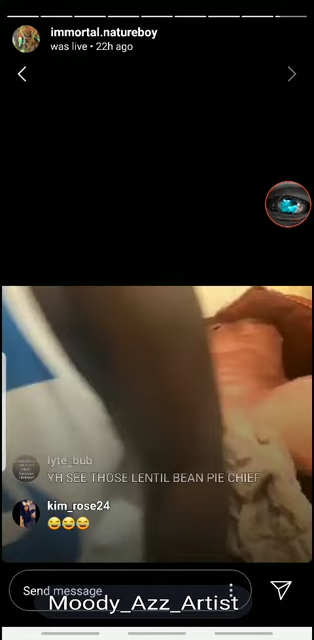 immortal.natureboy
was live • 22h ago
lyte_bub
YH SEE THOSE LENTIL BEAN PIE CHIEF
kim_rose24
😂😂😂
Send message
Moody_Azz_Artist